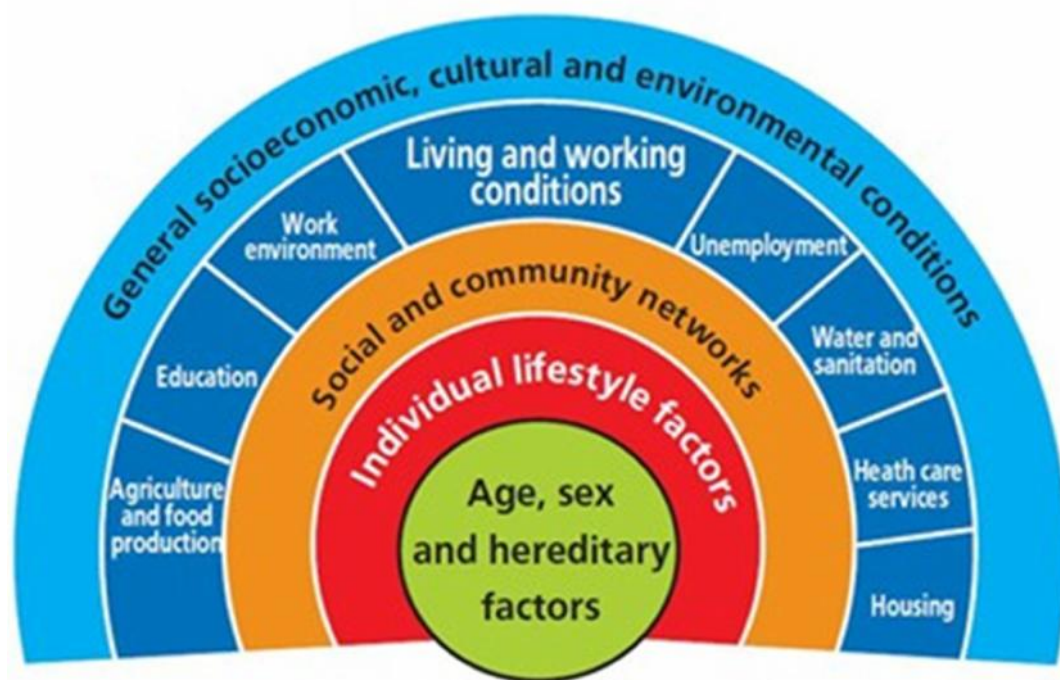 General socioeconomic, cultural and environmental conditions
Living and working
conditions
Work
environment
Unemployment
Education
Water and
sanitation
Agriculture
and food
production
Heath care
services
Housing
Social and community networks
Individual lifestyle factors
Age, sex
and hereditary
factors